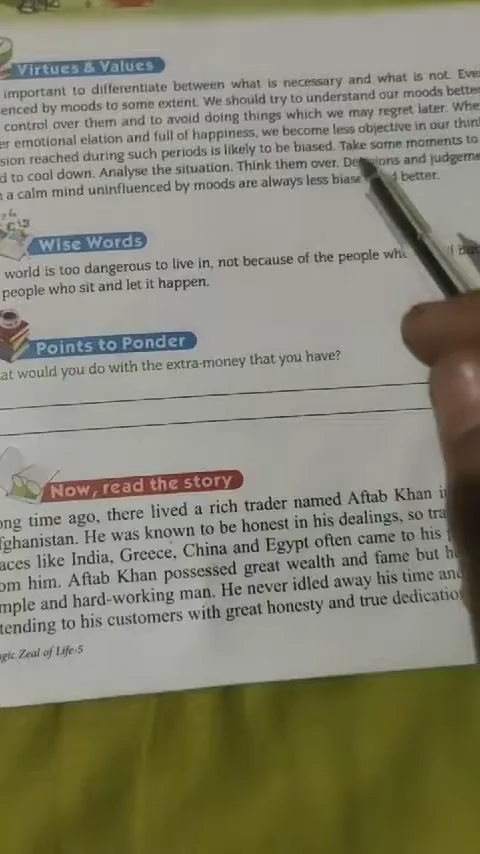 Virtues & Values
important to differentiate between what is necessary and what is not. Eve
enced by moods to some extent. We should try to understand our moods bette
control over them and to avoid doing things which we may regret later. Whe
er emotional elation and full of happiness, we become less objective in our thin
sion reached during such periods is likely to be biased. Take some moments to
d to cool down. Analyse the situation. Think them over. and judgeme
a calm mind uninfluenced by moods are always less better.
Wise Words
world is too dangerous to live in, not because of the people
people who sit and let it happen.
Points to Ponder
at would you do with the extra-money that you have?
Now, read the story
ong time ago, there lived a rich trader named Aftab Khan i
fghanistan. He was known to be honest in his dealings, so tra
aces like India, Greece, China and Egypt often came to his
om him. Aftab Khan possessed great wealth and fame but h
mple and hard-working man. He never idled away his time and
tending to his customers with great honesty and true dedicatio
gic Zeal of Life-5